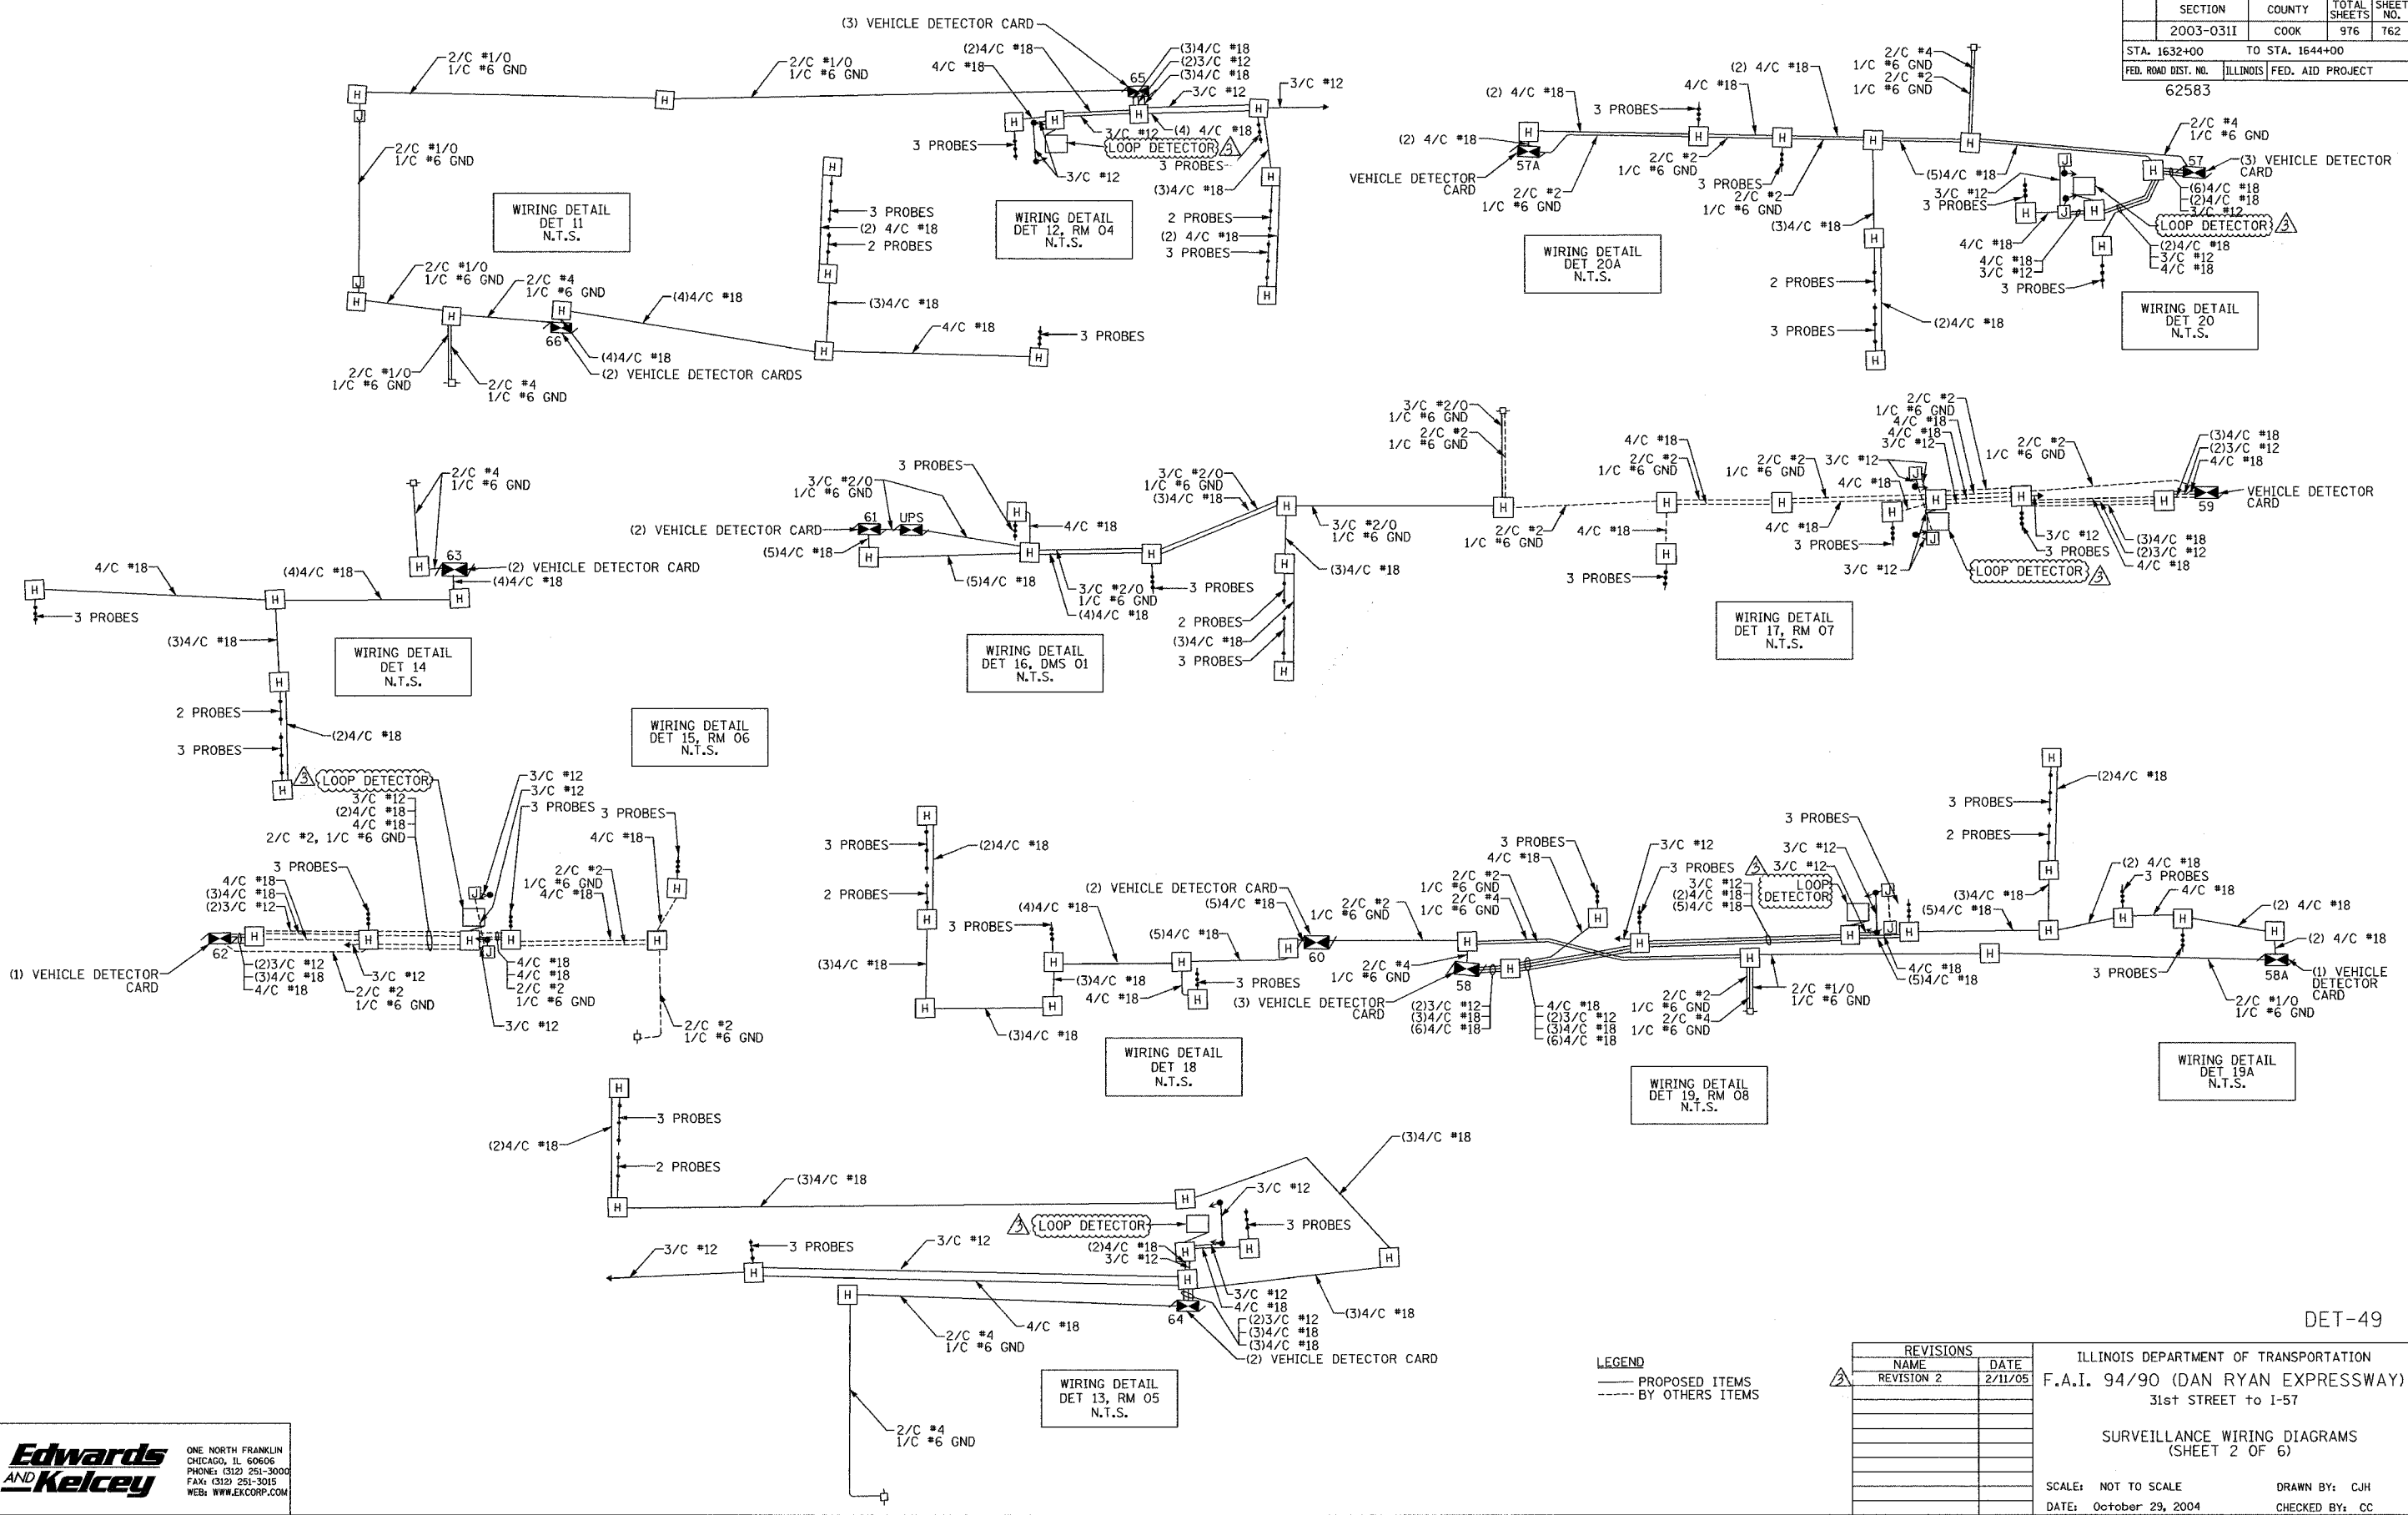 SECTION COUNTY TOTAL SHEETS SHEET NO.
2003-031I COOK 976 762
STA. 1632+00 TO STA. 1644+00
FED. ROAD DIST. NO. ILLINOIS FED. AID PROJECT
62583
(3) VEHICLE DETECTOR CARD
2/C #1/0
1/C #6 GND
2/C #1/0
1/C #6 GND
(2)4/C #18
4/C #18
65
(3)4/C #18
(2)3/C #12
(3)4/C #18
3/C #12
3/C #12
H
H
H
H
H
H
J
3 PROBES
3/C #12
(4) 4/C #18
LOOP DETECTOR
3
3 PROBES
3/C #12
(3)4/C #18
2/C #1/0
1/C #6 GND
WIRING DETAIL
DET 11
N.T.S.
H
3 PROBES
(2) 4/C #18
2 PROBES
H
(3)4/C #18
WIRING DETAIL
DET 12, RM 04
N.T.S.
H
2 PROBES
(2) 4/C #18
3 PROBES
H
J
H
2/C #1/0
1/C #6 GND
2/C #4
1/C #6 GND
H
H
66
(4)4/C #18
(4)4/C #18
(2) VEHICLE DETECTOR CARDS
2/C #1/0
1/C #6 GND
2/C #4
1/C #6 GND
H
4/C #18
3 PROBES
H
(2) 4/C #18
(2) 4/C #18
H
57A
VEHICLE DETECTOR
CARD
2/C #2
1/C #6 GND
3 PROBES
4/C #18
(2) 4/C #18
H
H
H
H
2/C #2
1/C #6 GND
3 PROBES
2/C #2
1/C #6 GND
2/C #4
1/C #6 GND
2/C #2
1/C #6 GND
2/C #4
1/C #6 GND
57
(3) VEHICLE DETECTOR
CARD
(5)4/C #18
3/C #12
3 PROBES
J
H
J
H
H
(6)4/C #18
(2)4/C #18
3/C #12
LOOP DETECTOR
3
(2)4/C #18
3/C #12
4/C #18
4/C #18
4/C #18
3/C #12
3 PROBES
H
(3)4/C #18
H
2 PROBES
3 PROBES
(2)4/C #18
H
WIRING DETAIL
DET 20A
N.T.S.
WIRING DETAIL
DET 20
N.T.S.
2/C #4
1/C #6 GND
H
63
(2) VEHICLE DETECTOR CARD
(4)4/C #18
H
4/C #18
(4)4/C #18
H
H
3 PROBES
(3)4/C #18
H
2 PROBES
3 PROBES
(2)4/C #18
H
WIRING DETAIL
DET 14
N.T.S.
(2) VEHICLE DETECTOR CARD
61
UPS
3/C #2/0
1/C #6 GND
3 PROBES
H
4/C #18
(5)4/C #18
H
(5)4/C #18
H
3/C #2/0
1/C #6 GND
(4)4/C #18
H
3 PROBES
3/C #2/0
1/C #6 GND
(3)4/C #18
H
3/C #2/0
1/C #6 GND
(3)4/C #18
H
2 PROBES
(3)4/C #18
3 PROBES
H
WIRING DETAIL
DET 16, DMS 01
N.T.S.
3/C #2/0
1/C #6 GND
2/C #2
1/C #6 GND
H
2/C #2
1/C #6 GND
4/C #18
2/C #2
1/C #6 GND
H
4/C #18
H
3 PROBES
2/C #2
1/C #6 GND
H
4/C #18
3/C #12
J
4/C #18
H
3 PROBES
2/C #2
1/C #6 GND
4/C #18
4/C #18
3/C #12
H
J
3/C #12
LOOP DETECTOR
3
2/C #2
1/C #6 GND
H
3/C #12
3 PROBES
(3)4/C #18
(2)3/C #12
4/C #18
H
(3)4/C #18
(2)3/C #12
4/C #18
59
VEHICLE DETECTOR
CARD
WIRING DETAIL
DET 17, RM 07
N.T.S.
WIRING DETAIL
DET 15, RM 06
N.T.S.
3
LOOP DETECTOR
3/C #12
(2)4/C #18
4/C #18
2/C #2, 1/C #6 GND
3/C #12
3/C #12
3 PROBES
3 PROBES
4/C #18
H
3 PROBES
4/C #18
(3)4/C #18
(2)3/C #12
2/C #2
1/C #6 GND
4/C #18
62
H
H
H
J
J
H
H
(1) VEHICLE DETECTOR
CARD
(2)3/C #12
(3)4/C #18
4/C #18
3/C #12
2/C #2
1/C #6 GND
4/C #18
4/C #18
2/C #2
1/C #6 GND
3/C #12
2/C #2
1/C #6 GND
H
3 PROBES
(2)4/C #18
2 PROBES
H
(3)4/C #18
H
(3)4/C #18
H
3 PROBES
H
(3)4/C #18
(4)4/C #18
H
4/C #18
3 PROBES
H
(5)4/C #18
(2) VEHICLE DETECTOR CARD
(5)4/C #18
H
60
WIRING DETAIL
DET 18
N.T.S.
2/C #2
1/C #6 GND
2/C #2
1/C #6 GND
2/C #4
1/C #6 GND
3 PROBES
4/C #18
H
H
2/C #4
1/C #6 GND
58
H
(3) VEHICLE DETECTOR
CARD
(2)3/C #12
(3)4/C #18
(6)4/C #18
4/C #18
(2)3/C #12
(3)4/C #18
(6)4/C #18
3/C #12
3 PROBES
H
3
3/C #12
(2)4/C #18
(5)4/C #18
3 PROBES
3/C #12
3/C #12
LOOP
DETECTOR
J
H
J
H
H
2/C #2
1/C #6 GND
2/C #4
1/C #6 GND
2/C #1/0
1/C #6 GND
4/C #18
(5)4/C #18
(5)4/C #18
H
H
(2)4/C #18
3 PROBES
2 PROBES
H
(3)4/C #18
H
(2) 4/C #18
3 PROBES
4/C #18
H
H
3 PROBES
(2) 4/C #18
H
(2) 4/C #18
58A
(1) VEHICLE
DETECTOR
CARD
2/C #1/0
1/C #6 GND
WIRING DETAIL
DET 19, RM 08
N.T.S.
WIRING DETAIL
DET 19A
N.T.S.
H
3 PROBES
(2)4/C #18
2 PROBES
H
(3)4/C #18
H
(3)4/C #18
3/C #12
3
LOOP DETECTOR
3 PROBES
H
H
H
(2)4/C #18
3/C #12
3/C #12
3 PROBES
H
3/C #12
H
4/C #18
3/C #12
4/C #18
(2)3/C #12
(3)4/C #18
(3)4/C #18
(3)4/C #18
64
(2) VEHICLE DETECTOR CARD
H
2/C #4
1/C #6 GND
2/C #4
1/C #6 GND
WIRING DETAIL
DET 13, RM 05
N.T.S.
LEGEND
PROPOSED ITEMS
BY OTHERS ITEMS
DET-49
REVISIONS
NAME DATE
3
REVISION 2 2/11/05
ILLINOIS DEPARTMENT OF TRANSPORTATION
F.A.I. 94/90 (DAN RYAN EXPRESSWAY)
31st STREET to I-57
SURVEILLANCE WIRING DIAGRAMS
(SHEET 2 OF 6)
SCALE: NOT TO SCALE
DRAWN BY: CJH
DATE: October 29, 2004
CHECKED BY: CC
Edwards
AND Kelcey
ONE NORTH FRANKLIN
CHICAGO, IL 60606
PHONE: (312) 251-3000
FAX: (312) 251-3015
WEB: WWW.EKCORP.COM